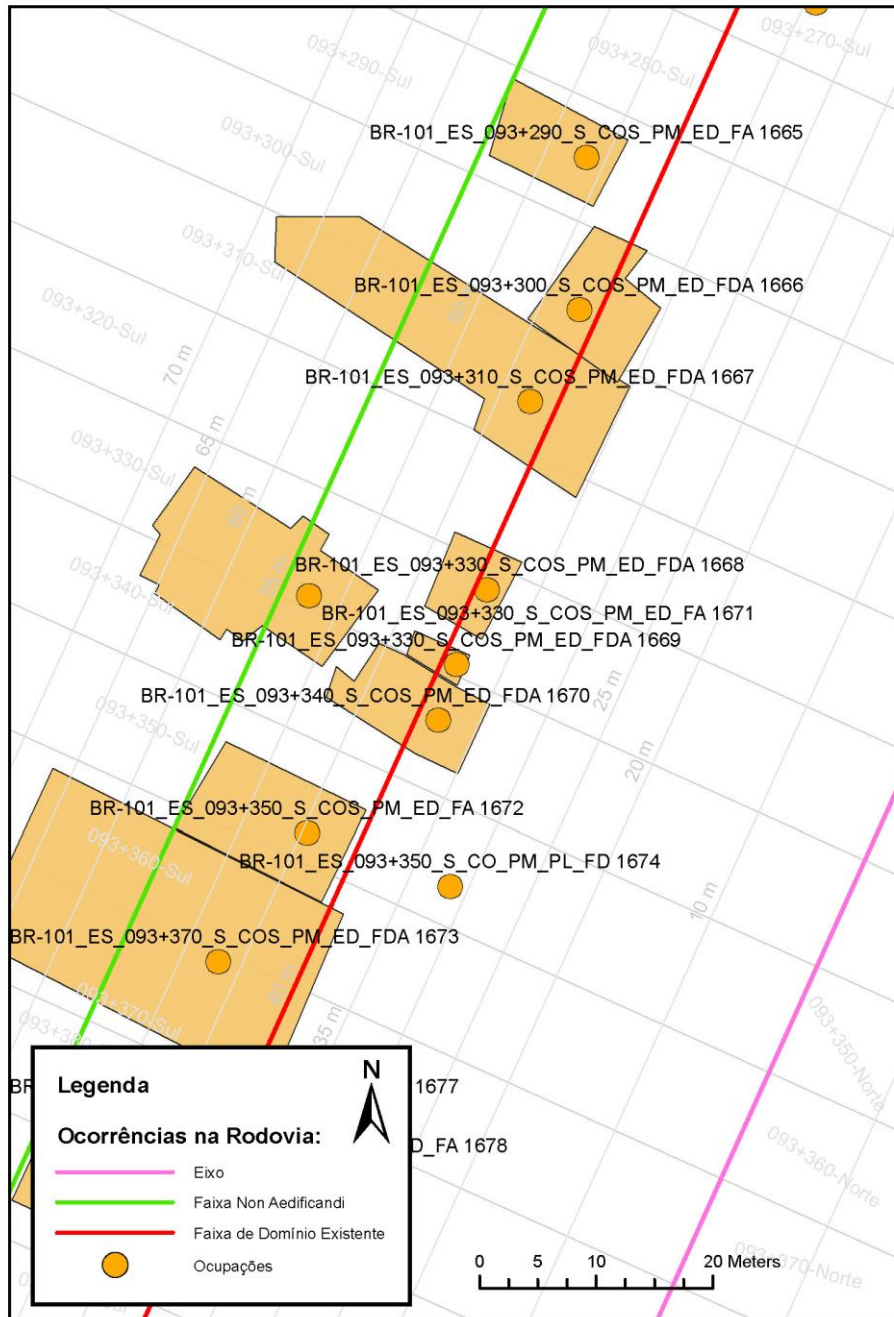 093+270-Sul
093+280-Sul
093+290-Sul
BR-101_ES_093+290_S_COS_PM_ED_FA 1665
093+300-Sul
093+310-Sul
BR-101_ES_093+300_S_COS_PM_ED_FDA 1666
093+320-Sul
70 m
BR-101_ES_093+310_S_COS_PM_ED_FDA 1667
65 m
093+330-Sul
BR-101_ES_093+330_S_COS_PM_ED_FDA 1668
093+340-Sul
BR-101_ES_093+330_S_COS_PM_ED_FA 1671
BR-101_ES_093+330_S_COS_PM_ED_FDA 1669
25 m
BR-101_ES_093+340_S_COS_PM_ED_FDA 1670
093+350-Sul
20 m
BR-101_ES_093+350_S_COS_PM_ED_FA 1672
093+360-Sul
BR-101_ES_093+350_S_CO_PM_PL_FD 1674
10 m
BR-101_ES_093+370_S_COS_PM_ED_FDA 1673
093+370-Sul
35 m
093+350-Norte
093+380
1677
D_FA 1678
093+360-Norte
093+370-Norte
N
Legenda
Ocorrências na Rodovia:
Eixo
Faixa Non Aedificandi
Faixa de Domínio Existente
Ocupações
0 5 10 20 Meters